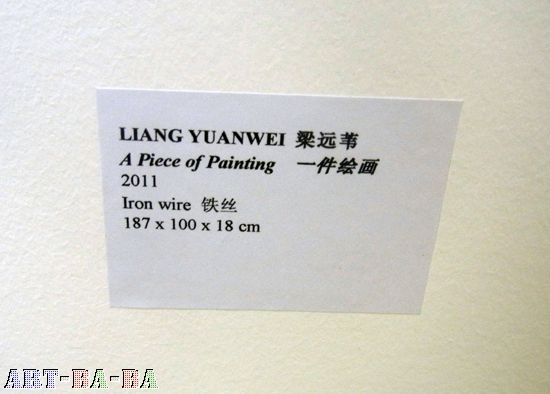 LIANG YUANWEI 梁远苇
A Piece of Painting 一件绘画
2011
Iron wire 铁丝
187 x 100 x 18 cm
ART-BA-BA